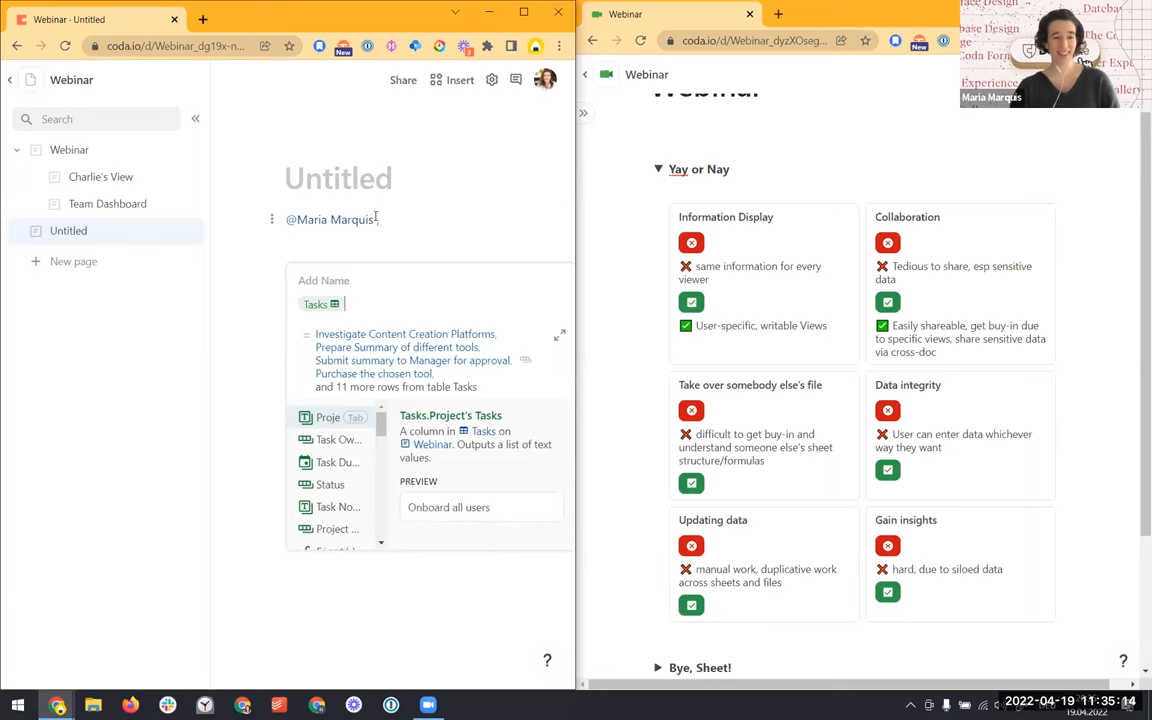 Webinar · Untitled
coda.io/d/Webinar_dg19x-n...
New
3
Webinar
Share
Insert
Search
Webinar
Charlie's View
Team Dashboard
Untitled
New page
Untitled
@Maria Marquis,
Add Name
Tasks
Investigate Content Creation Platforms,
Prepare Summary of different tools,
Submit summary to Manager for approval,
Purchase the chosen tool,
and 11 more rows from table Tasks
Proje Tab
Task Ow...
Task Du...
Status
Task No...
Project ...
Tasks.Project's Tasks
A column in Tasks on
Webinar. Outputs a list of text
values.
PREVIEW
Onboard all users
?
Webinar
coda.io/d/Webinar_dyzXOseg...
New
Webinar
Webinar
Yay or Nay
Information Display
❌ same information for every
viewer
✅ User-specific, writable Views
Collaboration
❌ Tedious to share, esp sensitive
data
✅ Easily shareable, get buy-in due
to specific views, share sensitive data
via cross-doc
Take over somebody else's file
❌ difficult to get buy-in and
understand someone else's sheet
structure/formulas
Data integrity
❌ User can enter data whichever
way they want
Updating data
❌ manual work, duplicative work
across sheets and files
Gain insights
❌ hard, due to siloed data
Bye, Sheet!
?
Maria Marquis
2022-04-19 11:35:14
19.04.2022